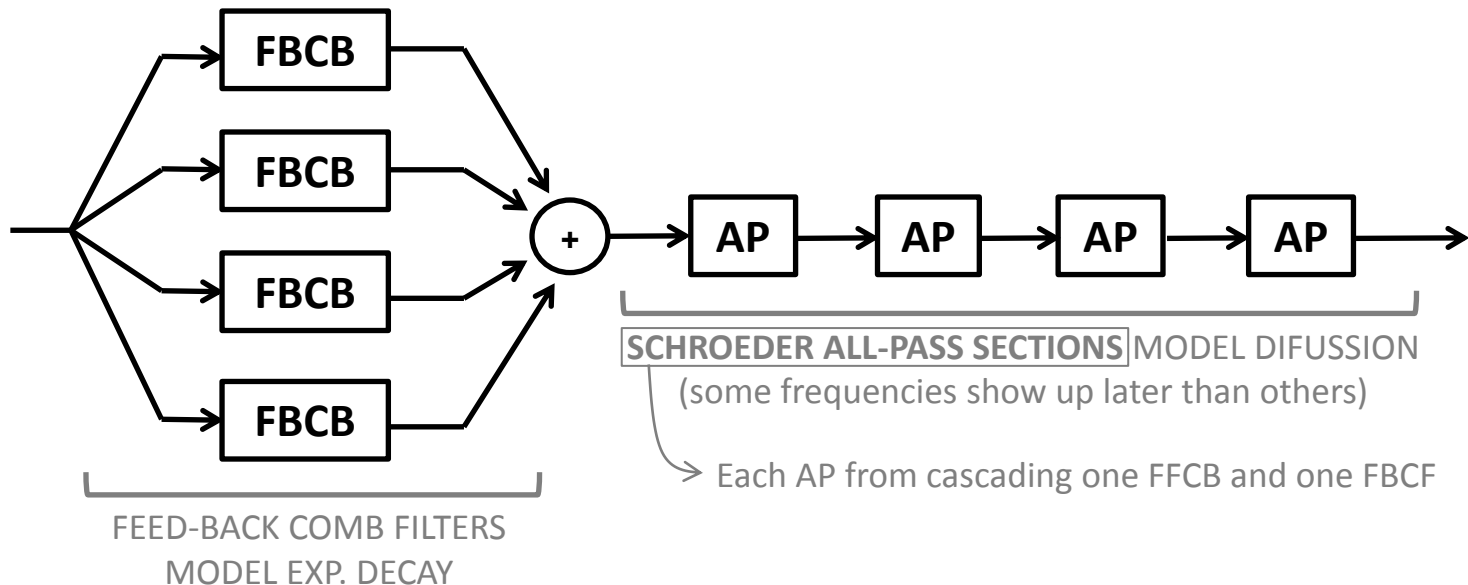 FBCB
FBCB
FBCB
FBCB
+
AP
AP
AP
AP
SCHROEDER ALL-PASS SECTIONS MODEL DIFUSSION
(some frequencies show up later than others)
Each AP from cascading one FFCB and one FBCF
FEED-BACK COMB FILTERS
MODEL EXP. DECAY